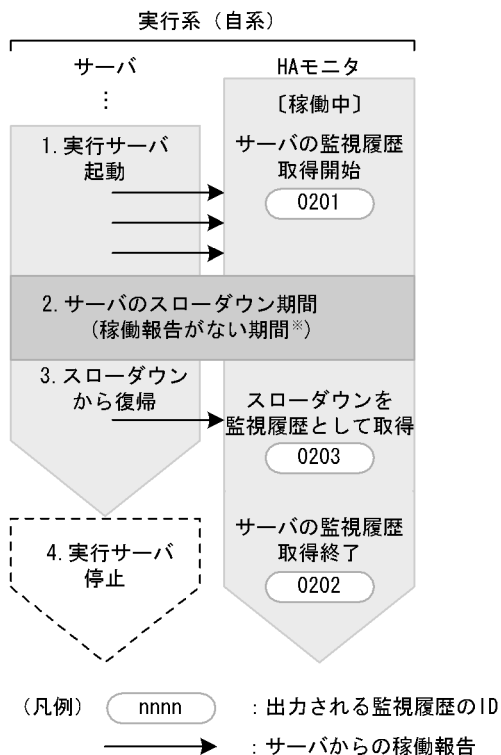 実行系（自系）
サーバ
HAモニタ
⋮
〔稼働中〕
1.実行サーバ
起動
サーバの監視履歴
取得開始
0201
2.サーバのスローダウン期間
（稼働報告がない期間※）
3.スローダウン
から復帰
スローダウンを
監視履歴として取得
0203
4.実行サーバ
停止
サーバの監視履歴
取得終了
0202
（凡例） nnnn ：出力される監視履歴のID
：サーバからの稼働報告